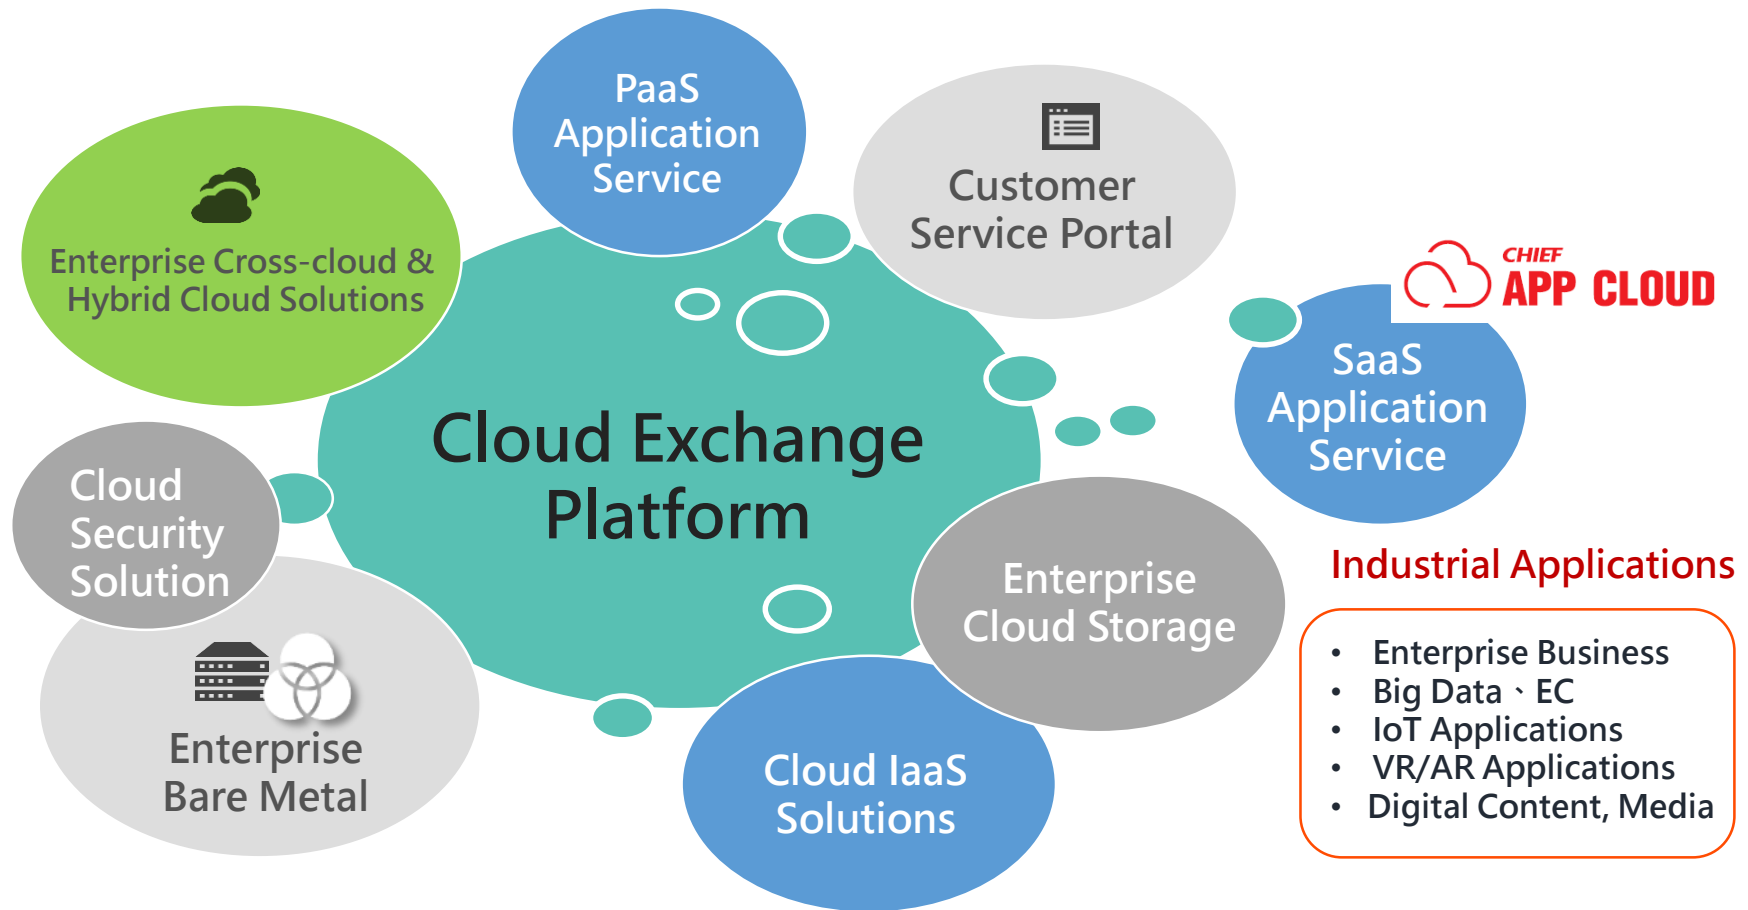 PaaS
Application
Service
Customer
Service Portal
Enterprise Cross-cloud &
Hybrid Cloud Solutions
CHIEF
APP CLOUD
SaaS
Application
Service
Cloud Exchange
Platform
Cloud
Security
Solution
Enterprise
Cloud Storage
Enterprise
Bare Metal
Cloud IaaS
Solutions
Industrial Applications
• Enterprise Business
• Big Data、EC
• IoT Applications
• VR/AR Applications
• Digital Content, Media